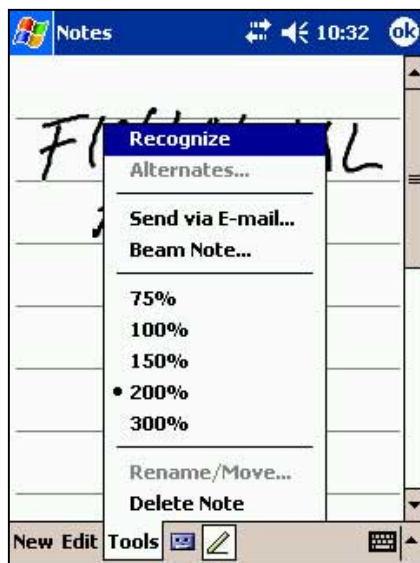 Notes 10:32 ok
Recognize
Alternates...
Send via E-mail...
Beam Note...
75%
100%
150%
• 200%
300%
Rename/Move...
Delete Note
New Edit Tools